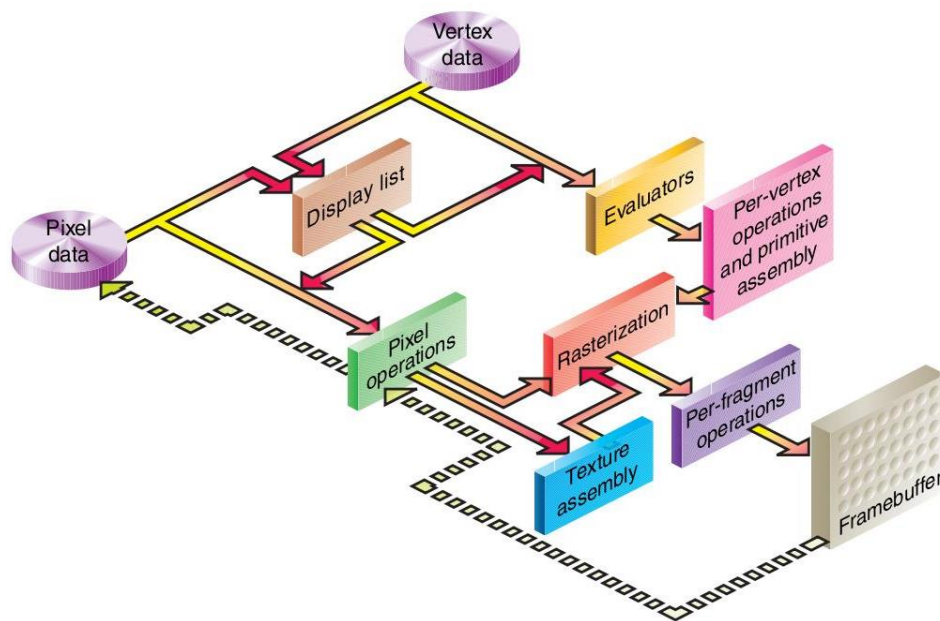 Vertex
data
Display list
Evaluators
Per-vertex
operations
and primitive
assembly
Pixel
data
Pixel
operations
Rasterization
Per-fragment
operations
Texture
assembly
Framebuffer